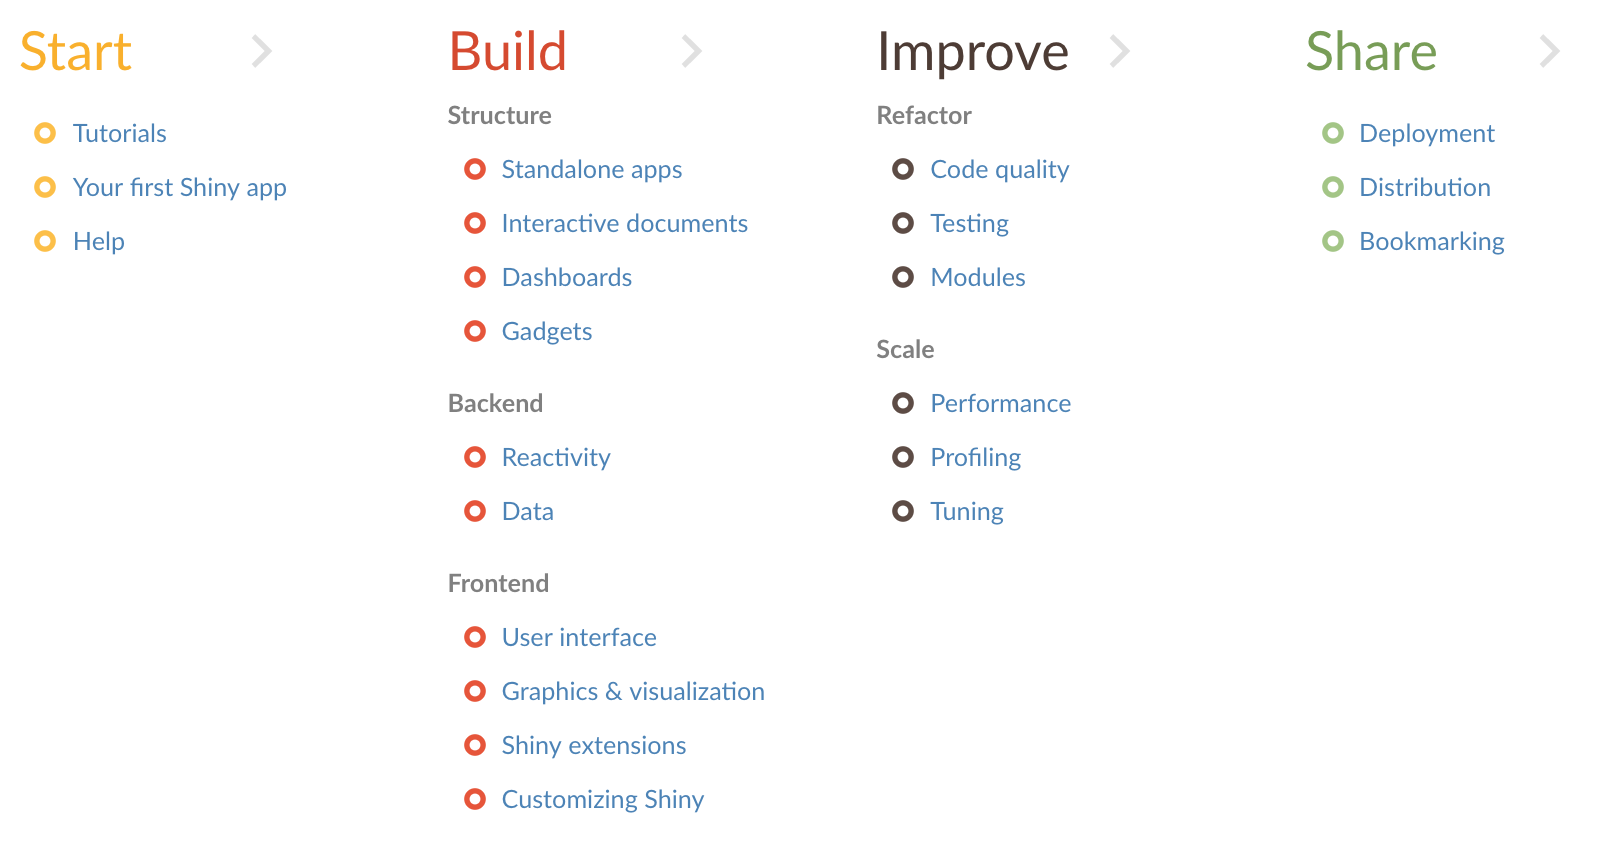 Start
Tutorials
Your first Shiny app
Help
Build
Structure
Standalone apps
Interactive documents
Dashboards
Gadgets
Backend
Reactivity
Data
Frontend
User interface
Graphics & visualization
Shiny extensions
Customizing Shiny
Improve
Refactor
Code quality
Testing
Modules
Scale
Performance
Profiling
Tuning
Share
Deployment
Distribution
Bookmarking